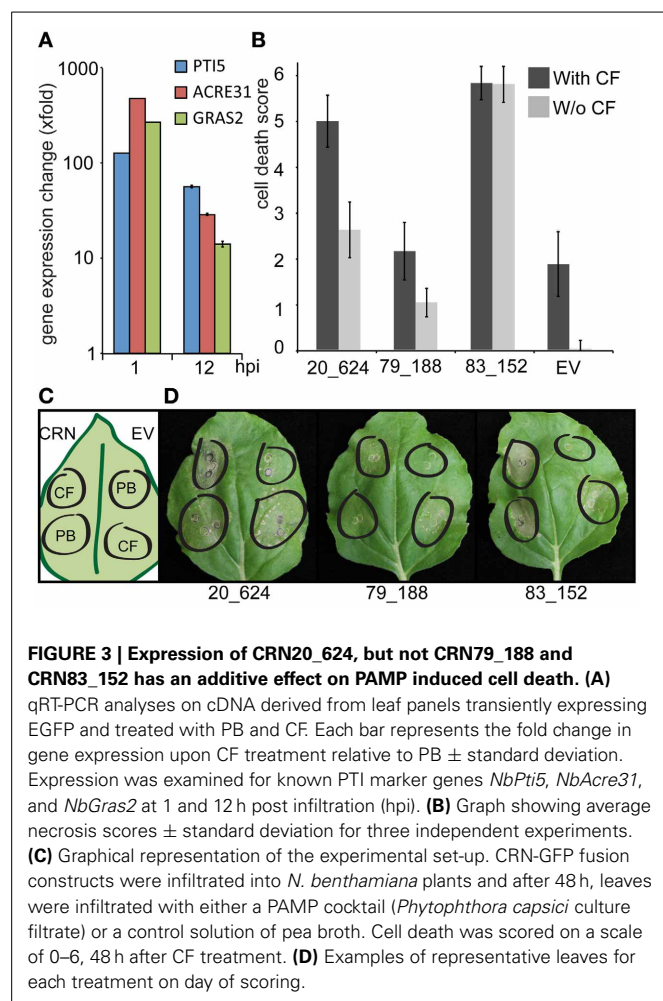 A
PTI5
ACRE31
GRAS2
1000
100
10
1
gene expression change (xfold)
1 12 hpi
B
With CF
W/o CF
6
5
4
3
2
1
0
cell death score
20_624 79_188 83_152 EV
C
CRN EV
CF PB
PB CF
D
20_624 79_188 83_152
FIGURE 3 | Expression of CRN20_624, but not CRN79_188 and
CRN83_152 has an additive effect on PAMP induced cell death. (A)
qRT-PCR analyses on cDNA derived from leaf panels transiently expressing
EGFP and treated with PB and CF. Each bar represents the fold change in
gene expression upon CF treatment relative to PB ± standard deviation.
Expression was examined for known PTI marker genes NbPti5, NbAcre31,
and NbGras2 at 1 and 12 h post infiltration (hpi). (B) Graph showing average
necrosis scores ± standard deviation for three independent experiments.
(C) Graphical representation of the experimental set-up. CRN-GFP fusion
constructs were infiltrated into N. benthamiana plants and after 48 h, leaves
were infiltrated with either a PAMP cocktail (Phytophthora capsici culture
filtrate) or a control solution of pea broth. Cell death was scored on a scale
of 0–6, 48 h after CF treatment. (D) Examples of representative leaves for
each treatment on day of scoring.